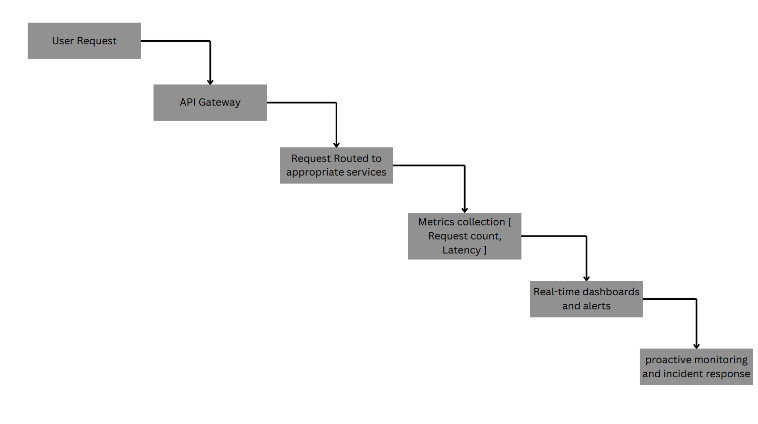 User Request
API Gateway
Request Routed to
appropriate services
Metrics collection [
Request count,
Latency ]
Real-time dashboards
and alerts
proactive monitoring
and incident response